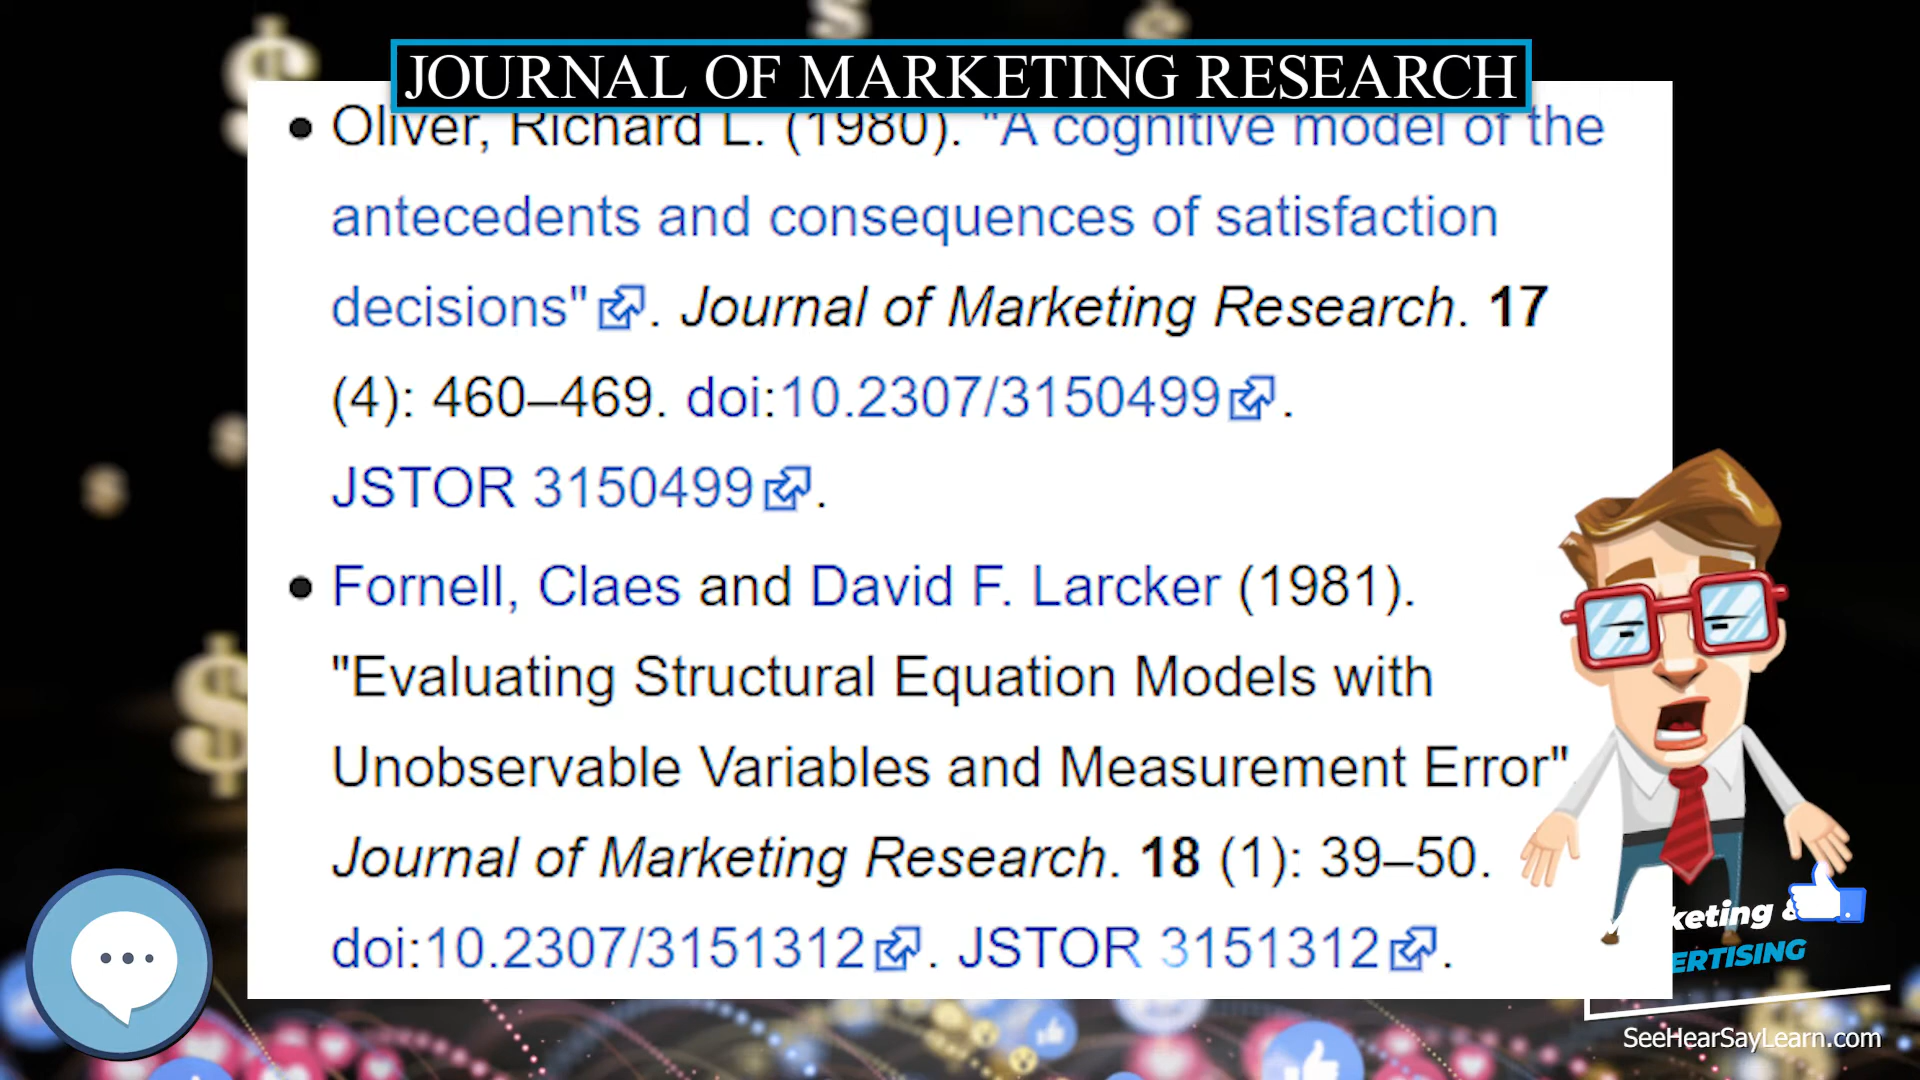 JOURNAL OF MARKETING RESEARCH
Oliver, Richard L. (1980). "A cognitive model of the
antecedents and consequences of satisfaction
decisions" . Journal of Marketing Research. 17
(4): 460–469. doi:10.2307/3150499 .
JSTOR 3150499 .
Fornell, Claes and David F. Larcker (1981).
"Evaluating Structural Equation Models with
Unobservable Variables and Measurement Error"
Journal of Marketing Research. 18 (1): 39–50.
doi:10.2307/3151312 . JSTOR 3151312 .
keting &
ERTISING
SeeHearSayLearn.com